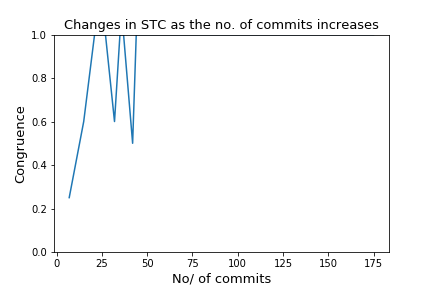 Changes in STC as the no. of commits increases
1.0
0.8
0.6
0.4
0.2
0.0
Congruence
0 25 50 75 100 125 150 175
No/ of commits